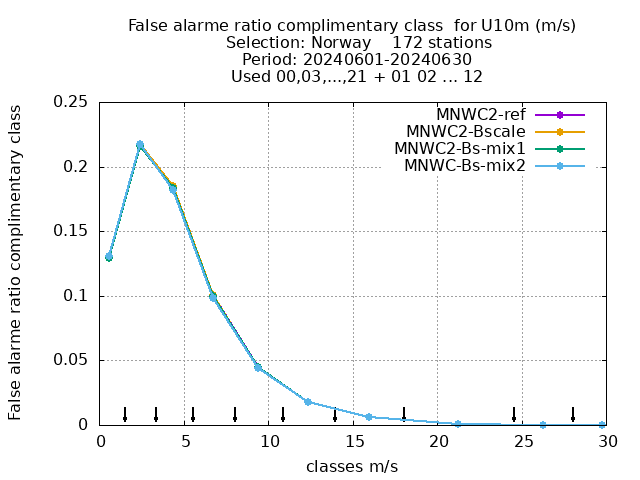 False alarme ratio complimentary class  for U10m (m/s)
Selection: Norway    172 stations
Period: 20240601-20240630
Used 00,03,...,21 + 01 02 ... 12
False alarme ratio complimentary class
0.25
0.2
0.15
0.1
0.05
0
MNWC2-ref
MNWC2-Bscale
MNWC2-Bs-mix1
MNWC-Bs-mix2
0 5 10 15 20 25 30
classes m/s